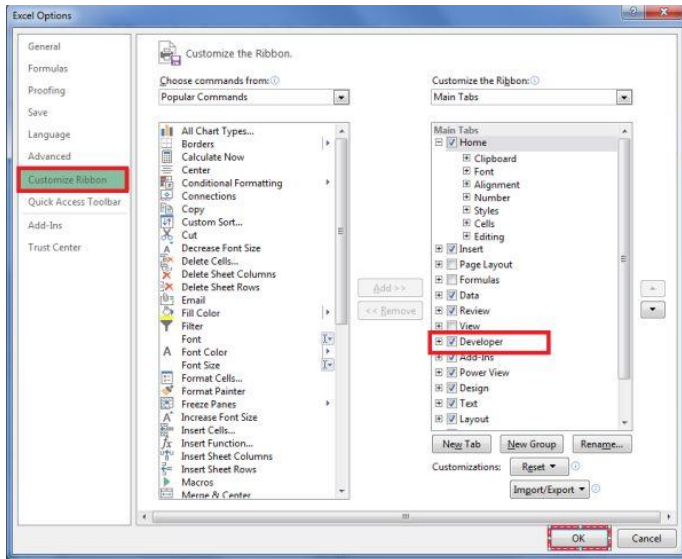 Excel Options
General
Formulas
Proofing
Save
Language
Advanced
Customize Ribbon
Quick Access Toolbar
Add-Ins
Trust Center
Customize the Ribbon.
Choose commands from:
Popular Commands
All Chart Types...
Borders
Calculate Now
Center
Conditional Formatting
Connections
Copy
Custom Sort...
Cut
Decrease Font Size
Delete Cells...
Delete Sheet Columns
Delete Sheet Rows
Email
Fill Color
Filter
Font
Font Color
Font Size
Format Cells...
Format Painter
Freeze Panes
Increase Font Size
Insert Cells...
Insert Function...
Insert Sheet Columns
Insert Sheet Rows
Macros
Merge & Center
Add >>
<< Remove
Customize the Ribbon:
Main Tabs
Main Tabs
Home
Clipboard
Font
Alignment
Number
Styles
Cells
Editing
Insert
Page Layout
Formulas
Data
Review
View
Developer
Add-Ins
Power View
Design
Text
Layout
New Tab
New Group
Rename...
Customizations:
Reset
Import/Export
OK
Cancel